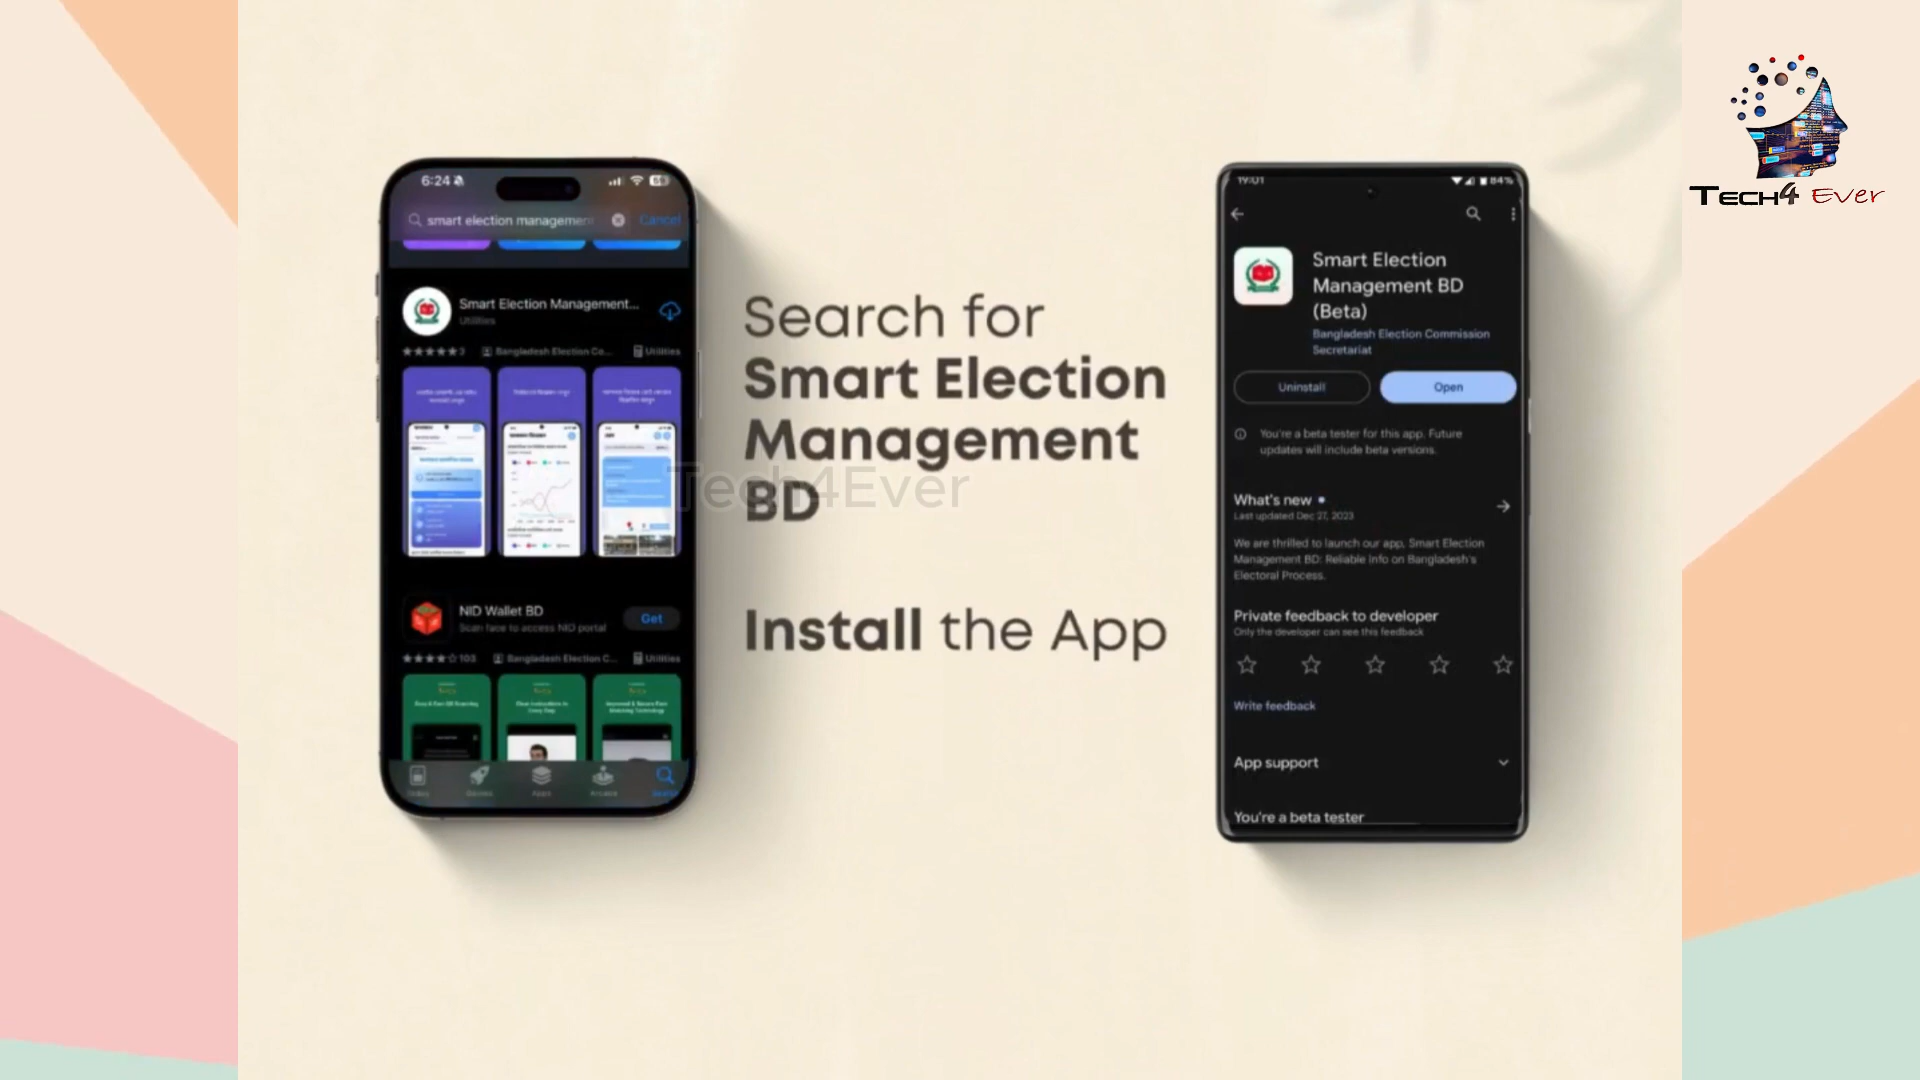 6:24
smart election management
Cancel
Smart Election Management...
Utilities
3
Bangladesh Election Co...
Utilities
NID Wallet BD
Scan face to access NID portal
Get
103
Bangladesh Election C...
Utilities
Search for
Smart Election
Management
BD
Tech4Ever
Install the App
19:01
84%
Smart Election
Management BD
(Beta)
Bangladesh Election Commission
Secretariat
Uninstall
Open
You're a beta tester for this app. Future
updates will include beta versions.
What's new
Last updated Dec 27, 2023
We are thrilled to launch our app, Smart Election
Management BD: Reliable Info on Bangladesh's
Electoral Process.
Private feedback to developer
Only the developer can see this feedback
Write feedback
App support
You're a beta tester
Tech4 Ever